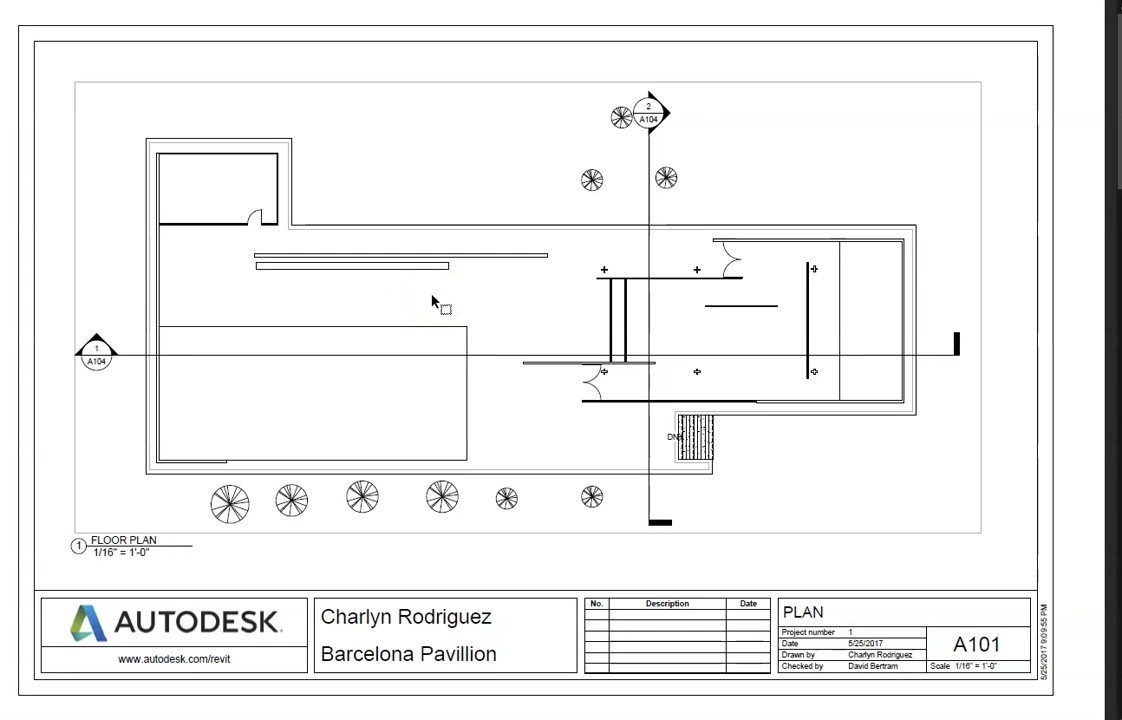 2
A104
1
A104
DN
1
FLOOR PLAN
1/16" = 1'-0"
AUTODESK.
www.autodesk.com/revit
Charlyn Rodriguez
Barcelona Pavillion
No. Description Date
PLAN
Project number 1
Date 5/25/2017
Drawn by Charlyn Rodriguez
Checked by David Bertram
A101
Scale 1/16" = 1'-0"
5/25/2017 9:09:55 PM